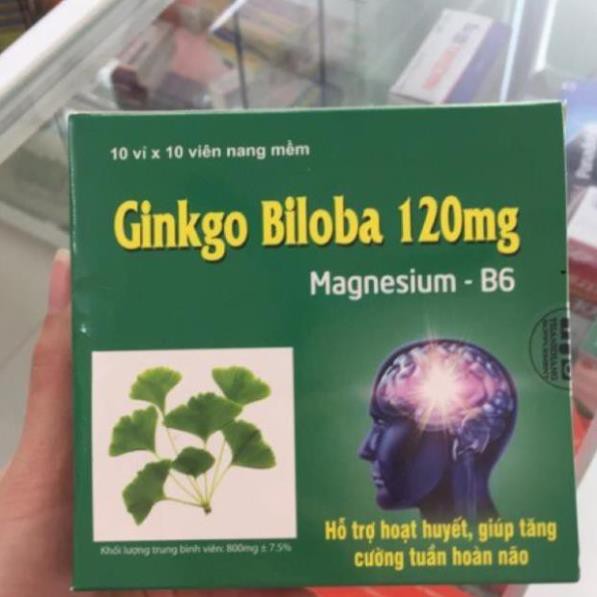 10 vỉ x 10 viên nang mềm
Ginkgo Biloba 120mg
Magnesium - B6
Khối lượng trung bình viên: 800mg ± 7.5%
Hỗ trợ hoạt huyết, giúp tăng
cường tuần hoàn não